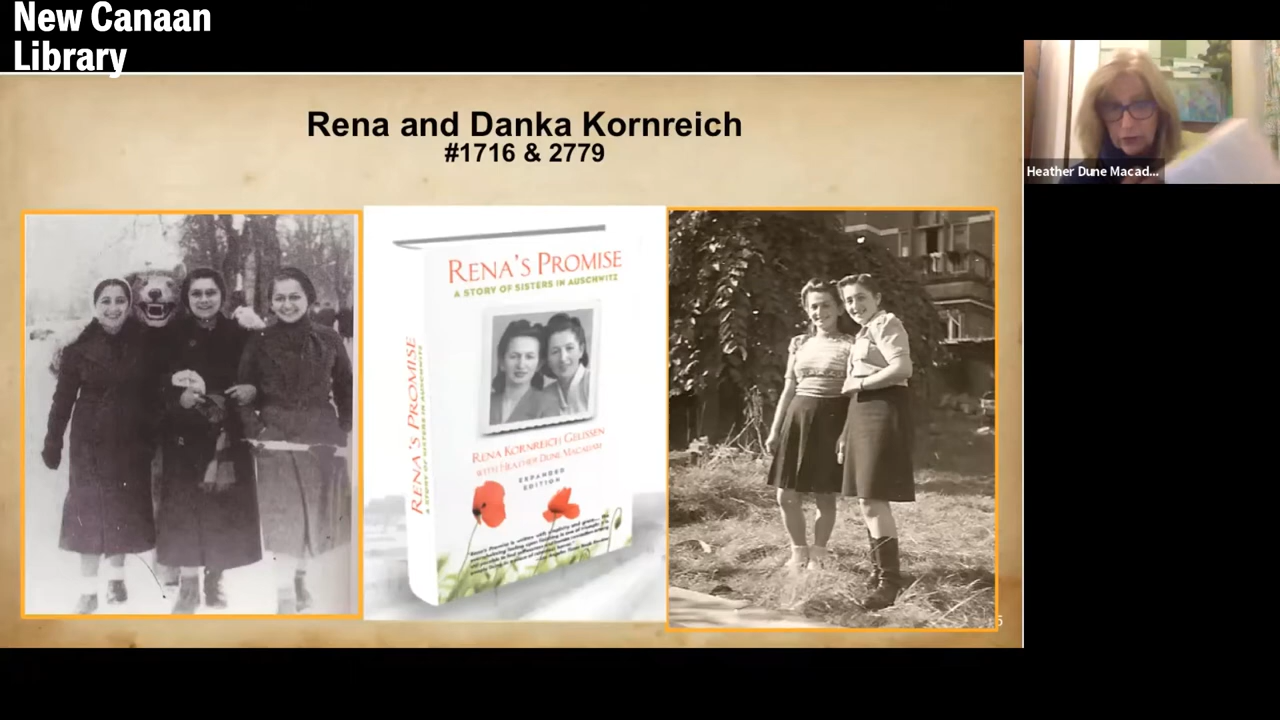 New Canaan
Library
Rena and Danka Kornreich
#1716 & 2779
Heather Dune Macad...
RENA'S PROMISE
A STORY OF SISTERS IN AUSCHWITZ
RENA KORNREICH GELISSEN
WITH HEATHER DUNE MACADAM
EXPANDED
EDITION
RENA'S PROMISE
A STORY OF SISTERS IN AUSCHWITZ
5